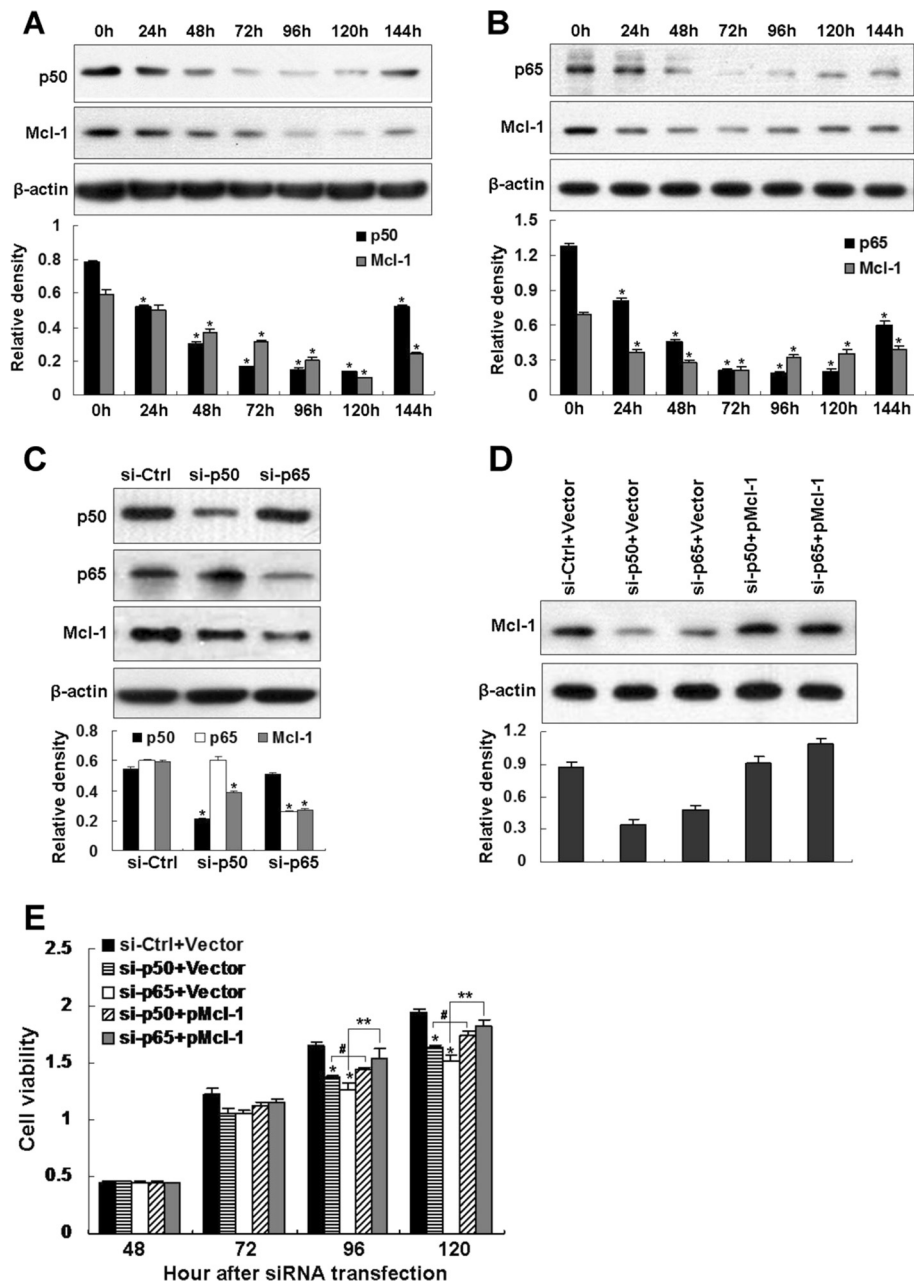 A
0h 24h 48h 72h 96h 120h 144h
p50
Mcl-1
β-actin
Relative density
1
0.8
0.6
0.4
0.2
0
p50
Mcl-1
* * * * * * * * * * *
0h 24h 48h 72h 96h 120h 144h
B
0h 24h 48h 72h 96h 120h 144h
p65
Mcl-1
β-actin
Relative density
1.5
1.2
0.9
0.6
0.3
0
p65
Mcl-1
* * * * * * * * * * * *
0h 24h 48h 72h 96h 120h 144h
C
si-Ctrl si-p50 si-p65
p50
p65
Mcl-1
β-actin
Relative density
0.6
0.4
0.2
0
p50 p65 Mcl-1
* * * *
si-Ctrl si-p50 si-p65
D
si-Ctrl+Vector
si-p50+Vector
si-p65+Vector
si-p50+pMcl-1
si-p65+pMcl-1
Mcl-1
β-actin
Relative density
1.2
0.9
0.6
0.3
0
E
Cell viability
2.5
2
1.5
1
0.5
0
si-Ctrl+Vector
si-p50+Vector
si-p65+Vector
si-p50+pMcl-1
si-p65+pMcl-1
** # * *
** # * *
48 72 96 120
Hour after siRNA transfection